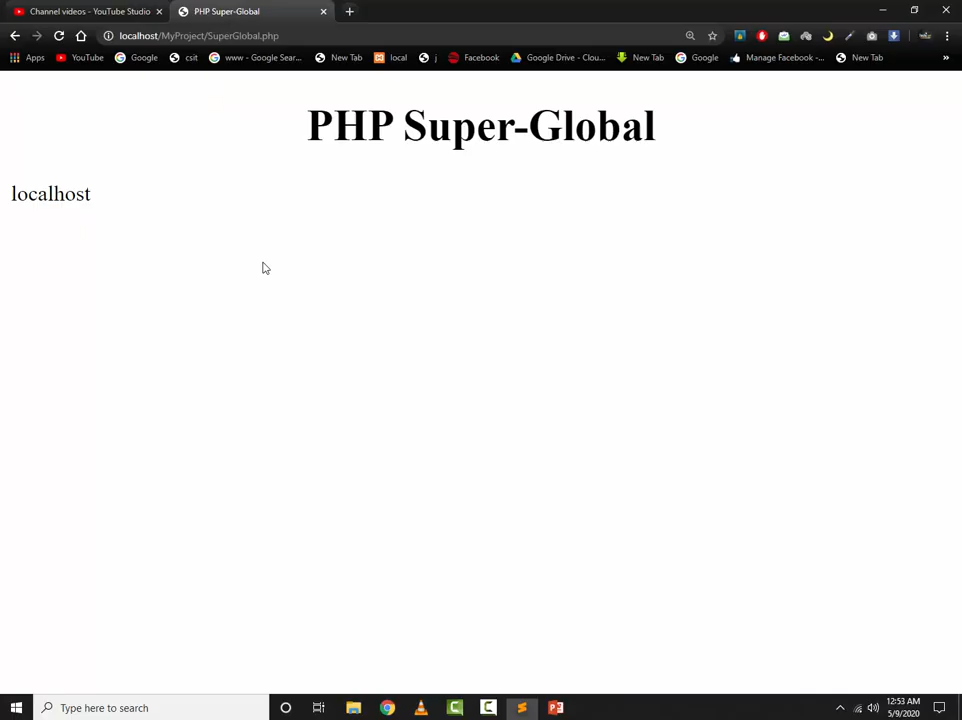 Channel videos - YouTube Studio
PHP Super-Global
localhost/MyProject/SuperGlobal.php
Apps
YouTube
Google
csit
www - Google Sear...
New Tab
local
j
Facebook
Google Drive - Clou...
New Tab
Google
Manage Facebook -...
New Tab
PHP Super-Global
localhost
Type here to search
12:53 AM
5/9/2020